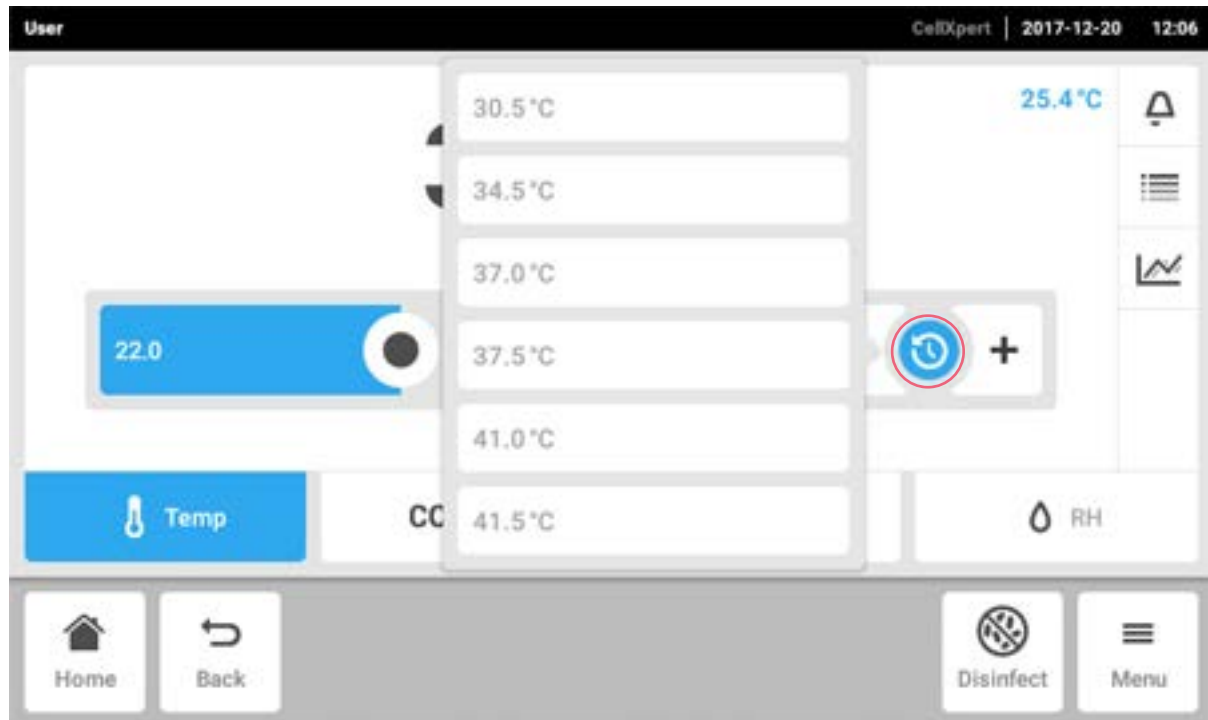 User
CellXpert | 2017-12-20 12:06
30.5°C
25.4°C
34.5°C
37.0°C
22.0
37.5°C
+
41.0°C
Temp
CO
41.5°C
RH
Home
Back
Disinfect
Menu